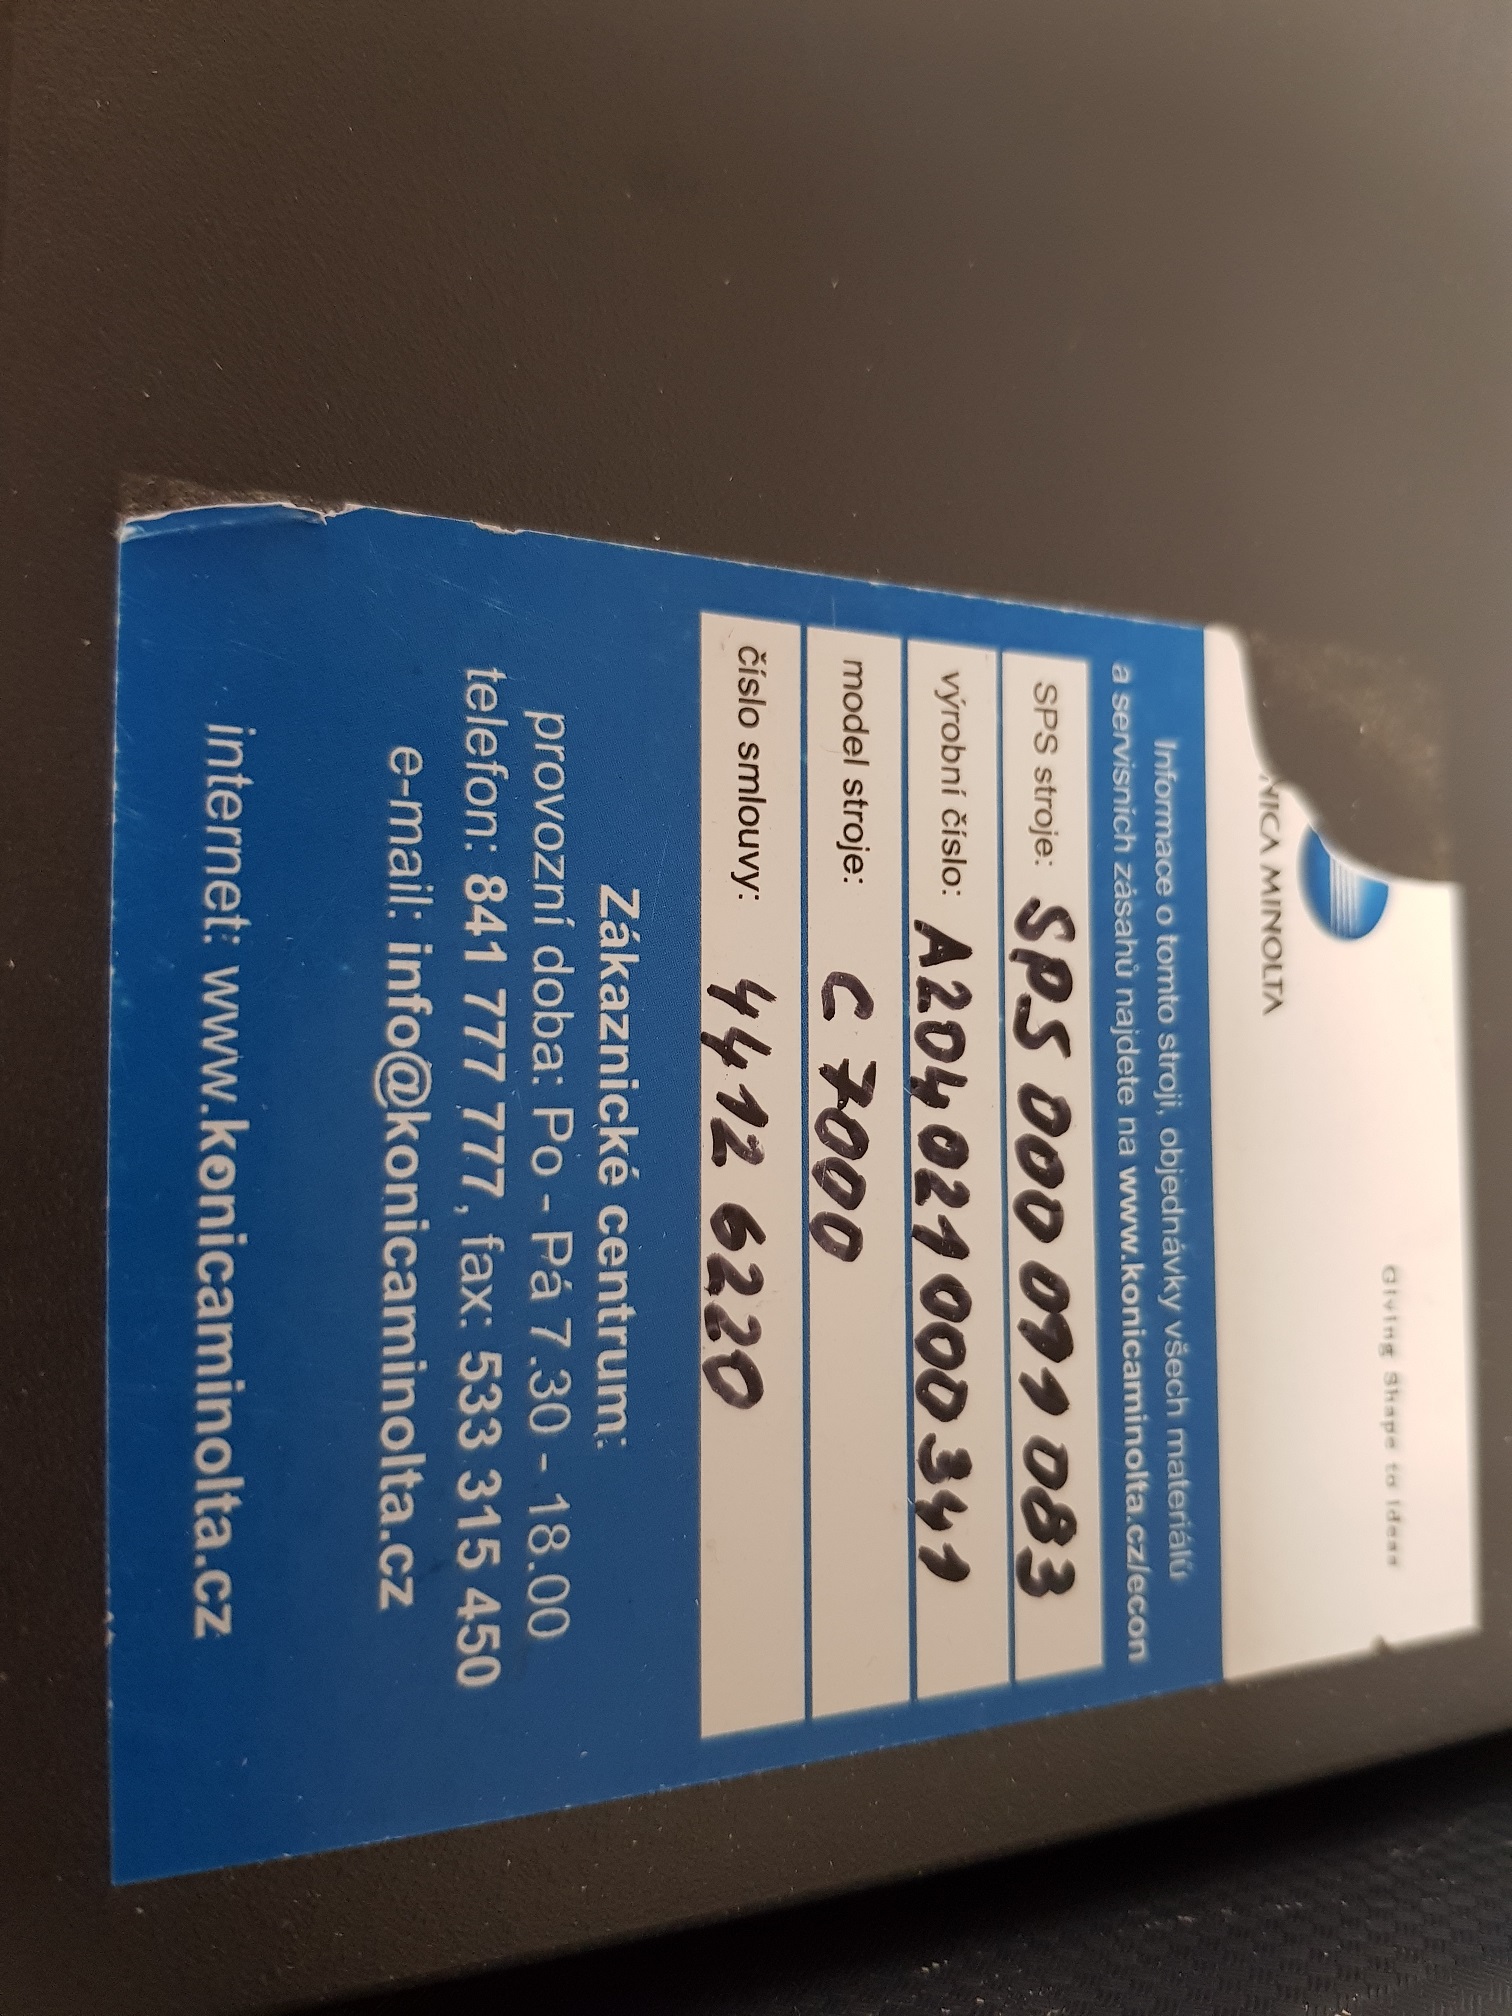 Giving Shape to Ideas
NICA MINOLTA
Informace o tomto stroji, objednávky všech materiálů
a servisních zásahů najdete na www.konicaminolta.cz/econ
SPS stroje: SPS 000 091 083
výrobní číslo: A204021000341
model stroje: C 7000
číslo smlouvy: 4412 6220
Zákaznické centrum:
provozní doba: Po - Pá 7.30 - 18.00
telefon: 841 777 777, fax: 533 315 450
e-mail: info@konicaminolta.cz
internet: www.konicaminolta.cz